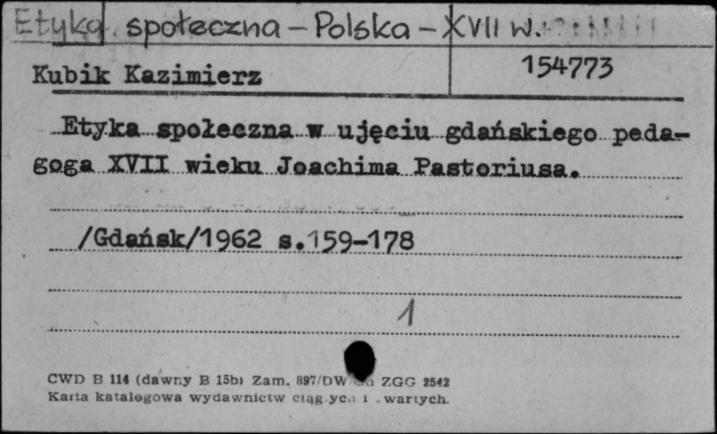 Etyka społeczna - Polska - XVII w.
Kubik Kazimierz 154773
Etyka społeczna w ujęciu gdańskiego peda-
goga XVII wieku Joachima Pastoriusa.
/Gdańsk/1962 s.159-178
1
CWD B 114 (dawny B 15b) Zam. 897/DW ZGG 2542
Karta katalogowa wydawnictw i